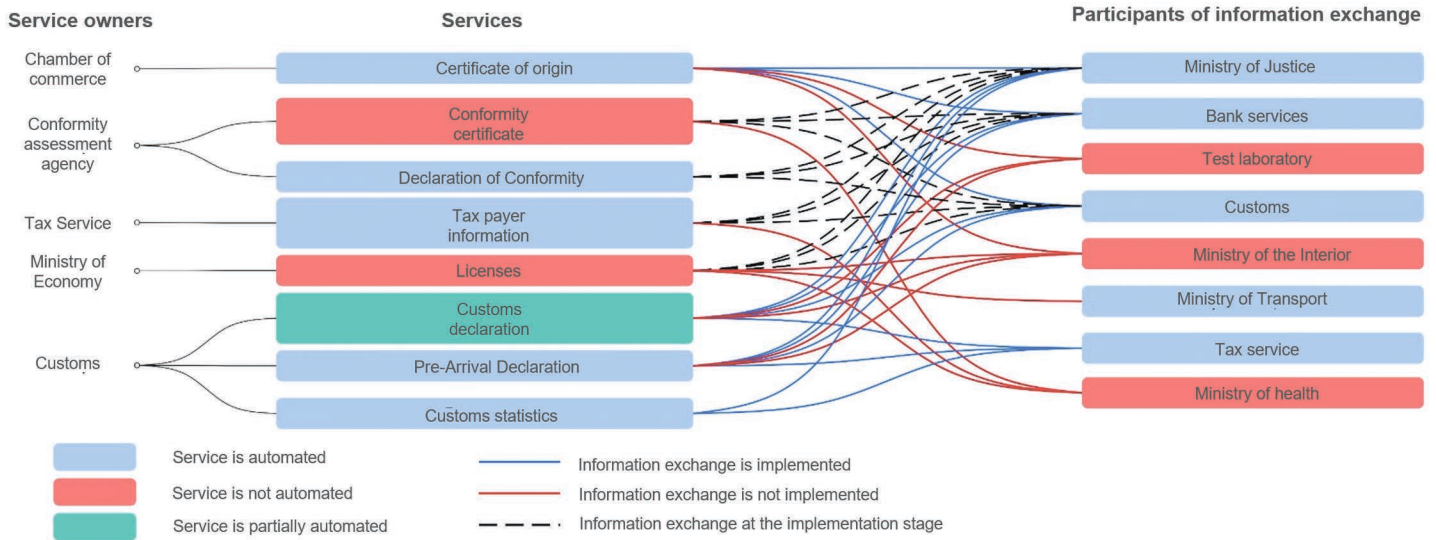 Service owners
Services
Participants of information exchange
Chamber of
commerce
Conformity
assessment
agency
Tax Service
Ministry of
Economy
Customs
Certificate of origin
Conformity
certificate
Declaration of Conformity
Tax payer
information
Licenses
Customs
declaration
Pre-Arrival Declaration
Customs statistics
Ministry of Justice
Bank services
Test laboratory
Customs
Ministry of the Interior
Ministry of Transport
Tax service
Ministry of health
Service is automated
Service is not automated
Service is partially automated
Information exchange is implemented
Information exchange is not implemented
Information exchange at the implementation stage